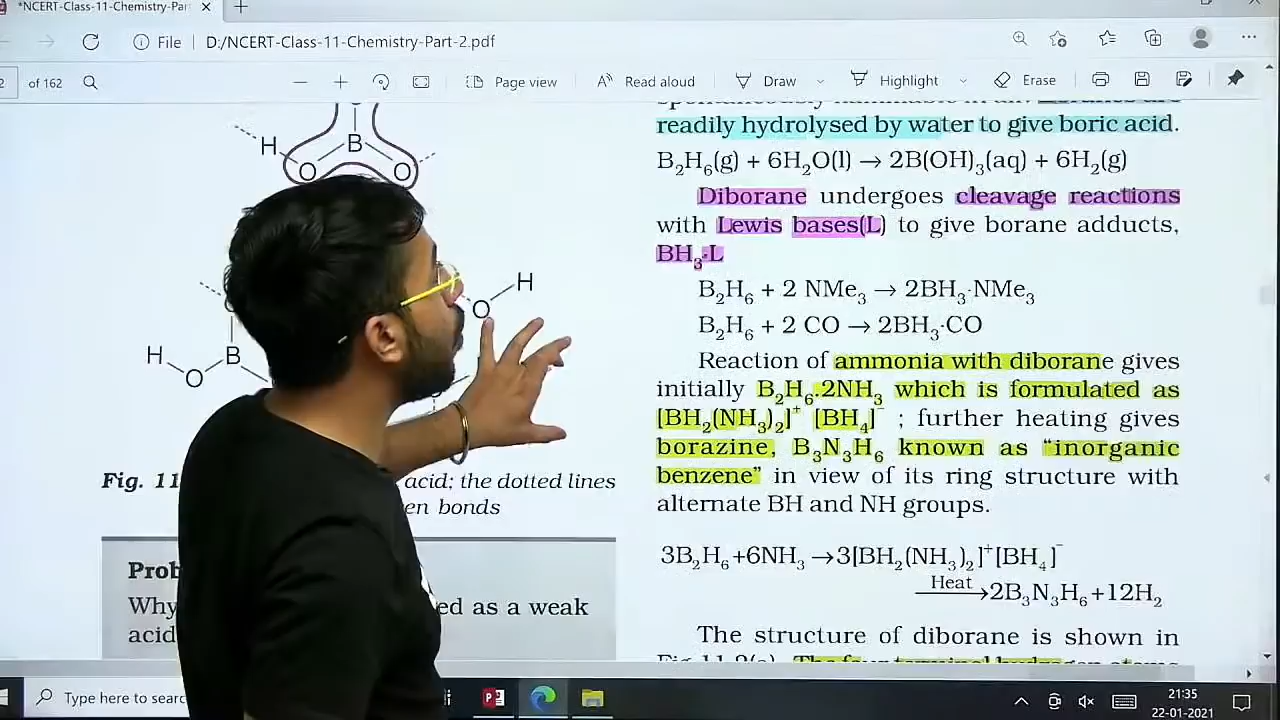 *NCERT-Class-11-Chemistry-Par
File D:/NCERT-Class-11-Chemistry-Part-2.pdf
2 of 162 Page view Read aloud Draw Highlight Erase
H B O O
H O
H O B
Fig. 11 acid; the dotted lines
en bonds
Prob
Why ed as a weak
acid
readily hydrolysed by water to give boric acid.
B₂H₆(g) + 6H₂O(l) → 2B(OH)₃(aq) + 6H₂(g)
Diborane undergoes cleavage reactions
with Lewis bases(L) to give borane adducts,
BH₃·L
B₂H₆ + 2 NMe₃ → 2BH₃·NMe₃
B₂H₆ + 2 CO → 2BH₃·CO
Reaction of ammonia with diborane gives
initially B₂H₆.2NH₃ which is formulated as
[BH₂(NH₃)₂]⁺ [BH₄]⁻ ; further heating gives
borazine, B₃N₃H₆ known as “inorganic
benzene” in view of its ring structure with
alternate BH and NH groups.
3B₂H₆+6NH₃→3[BH₂(NH₃)₂]⁺[BH₄]⁻
Heat→2B₃N₃H₆+12H₂
The structure of diborane is shown in
Type here to searc
21:35
22-01-2021